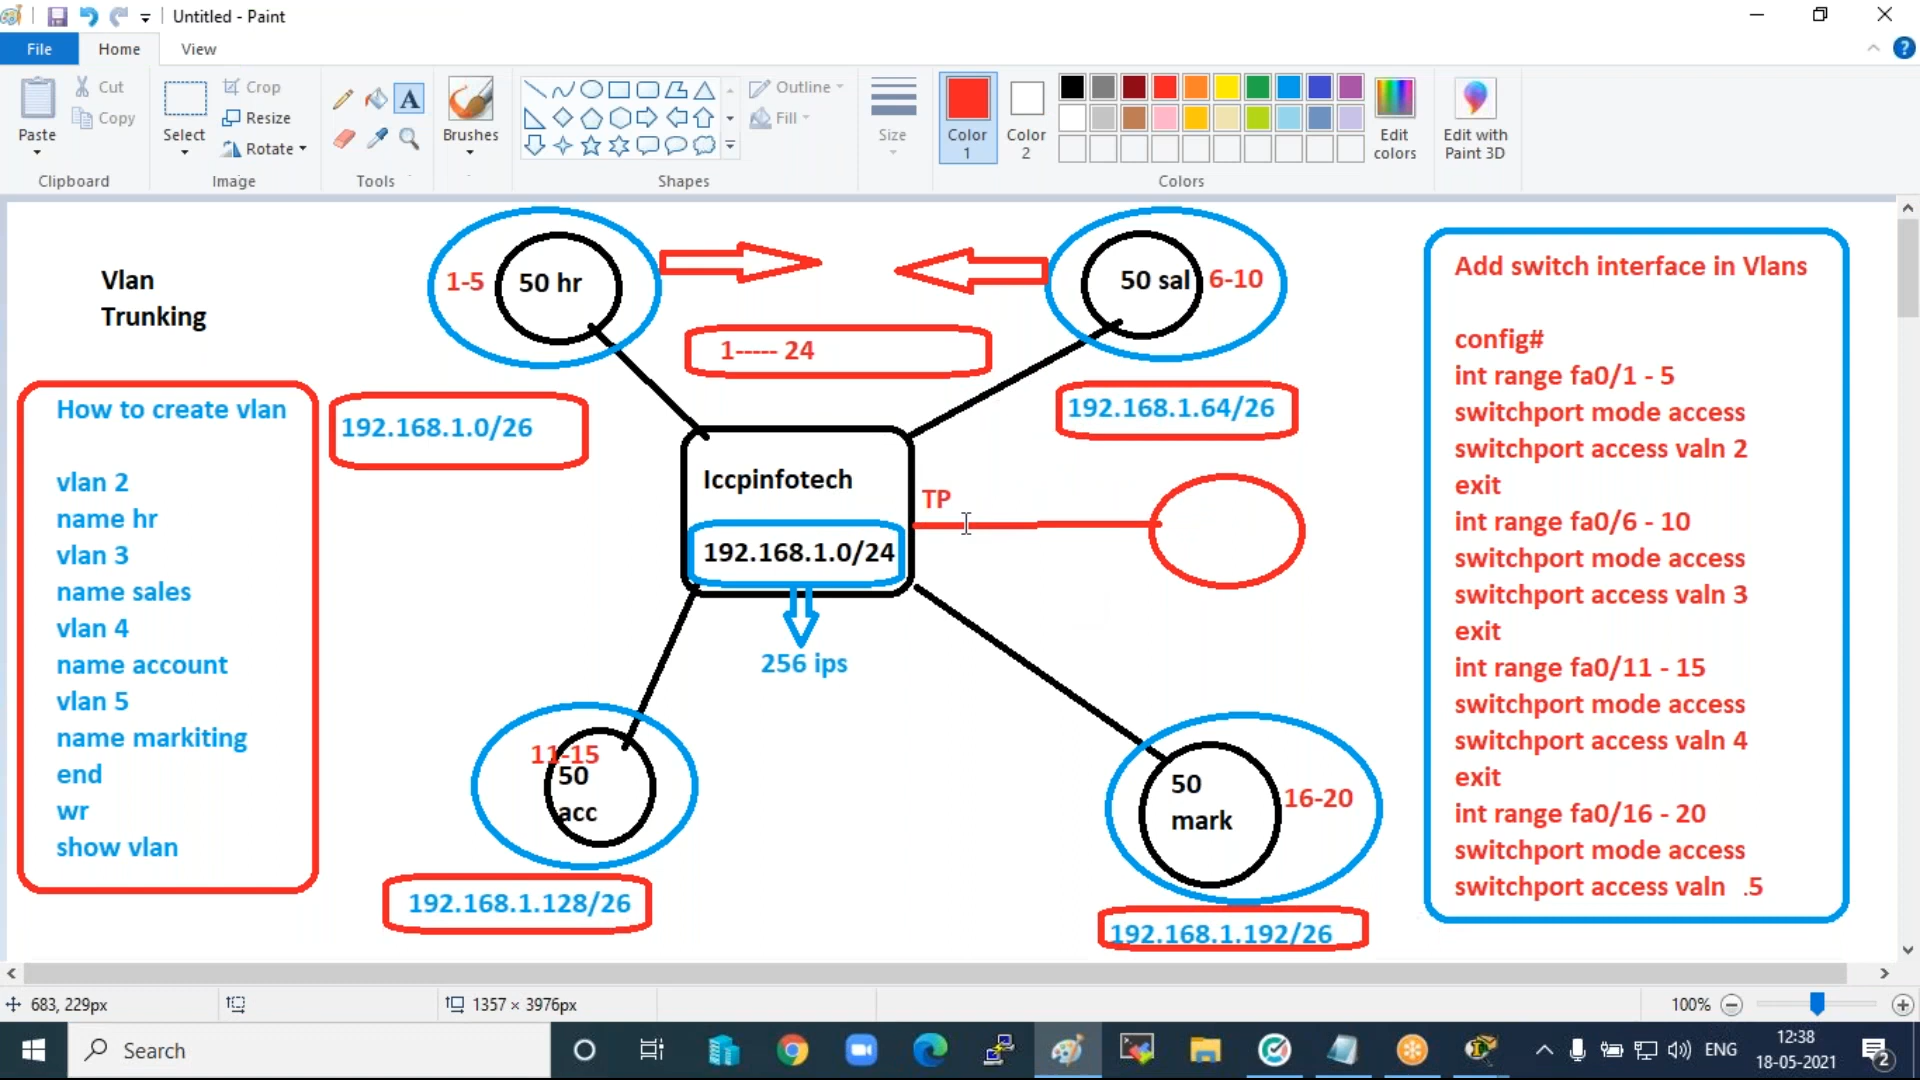 Untitled - Paint
File
Home
View
Paste
Cut
Copy
Clipboard
Select
Crop
Resize
Rotate
Image
A
Tools
Brushes
Shapes
Outline
Fill
Size
Color
1
Color
2
Edit
colors
Edit with
Paint 3D
Colors
?
Vlan
Trunking
1-5
50 hr
50 sal
6-10
1----- 24
How to create vlan
vlan 2
name hr
vlan 3
name sales
vlan 4
name account
vlan 5
name markiting
end
wr
show vlan
192.168.1.0/26
192.168.1.64/26
Iccpinfotech
192.168.1.0/24
TP
256 ips
11-15
50
acc
192.168.1.128/26
50
mark
16-20
192.168.1.192/26
Add switch interface in Vlans
config#
int range fa0/1 - 5
switchport mode access
switchport access valn 2
exit
int range fa0/6 - 10
switchport mode access
switchport access valn 3
exit
int range fa0/11 - 15
switchport mode access
switchport access valn 4
exit
int range fa0/16 - 20
switchport mode access
switchport access valn .5
683, 229px
1357 × 3976px
100%
Search
ENG
12:38
18-05-2021
2